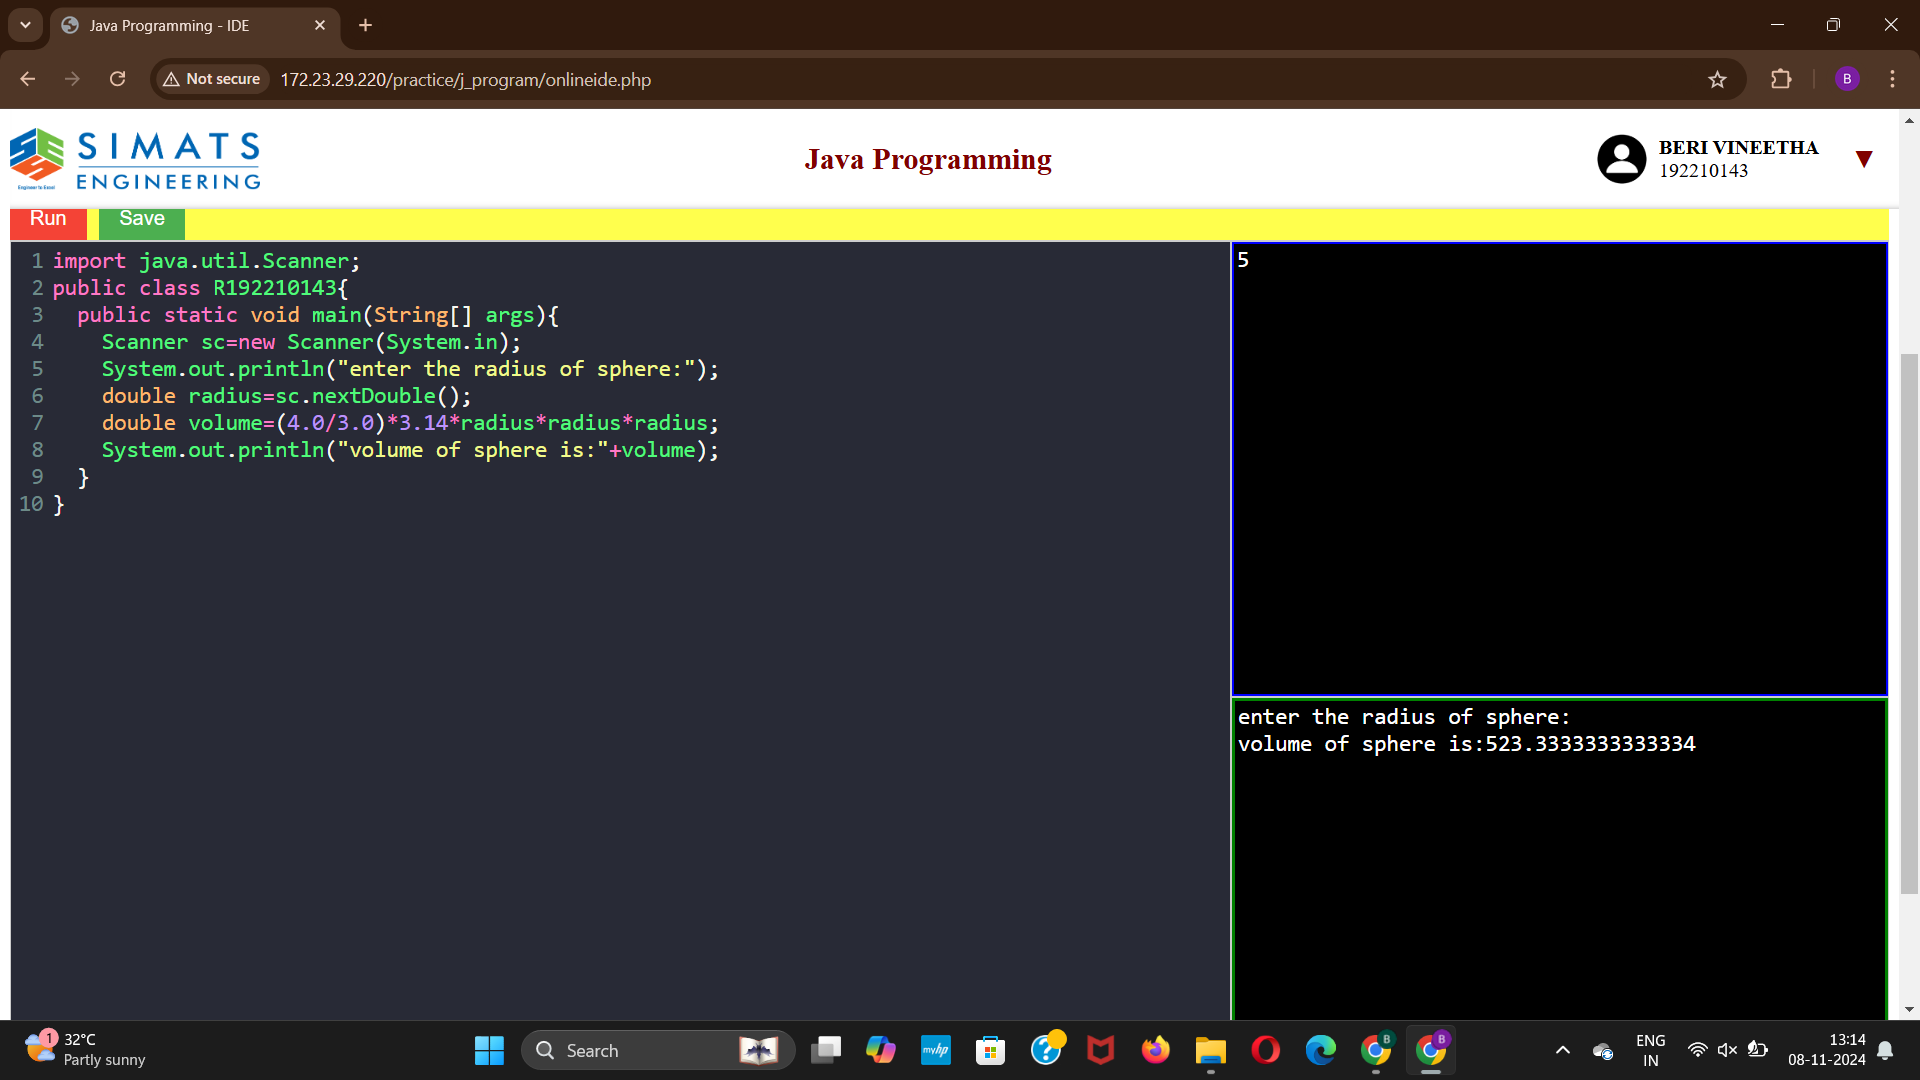 Java Programming - IDE
Not secure
172.23.29.220/practice/j_program/onlineide.php
B
SIMATS
ENGINEERING
Engineer to Excel
Java Programming
BERI VINEETHA
192210143
Run
Save
1 import java.util.Scanner;
2 public class R192210143{
3   public static void main(String[] args){
4     Scanner sc=new Scanner(System.in);
5     System.out.println("enter the radius of sphere:");
6     double radius=sc.nextDouble();
7     double volume=(4.0/3.0)*3.14*radius*radius*radius;
8     System.out.println("volume of sphere is:"+volume);
9   }
10 }
5
enter the radius of sphere:
volume of sphere is:523.3333333333334
1
32°C
Partly sunny
Search
myhp
?
B
B
ENG
IN
13:14
08-11-2024